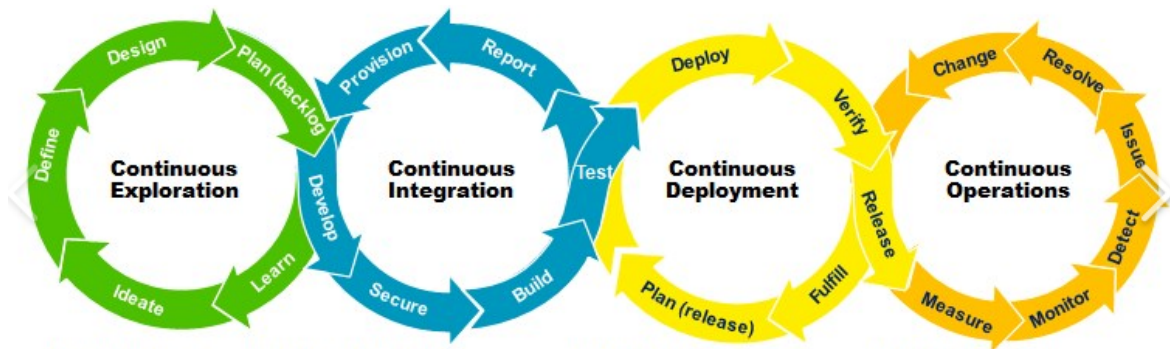 Design
Plan (backlog
Define
Continuous
Exploration
Ideate
Learn
Provision
Report
Develop
Continuous
Integration
Test
Secure
Build
Deploy
Verify
Continuous
Deployment
Release
Plan (release)
Fulfill
Change
Resolve
Issue
Continuous
Operations
Detect
Measure
Monitor